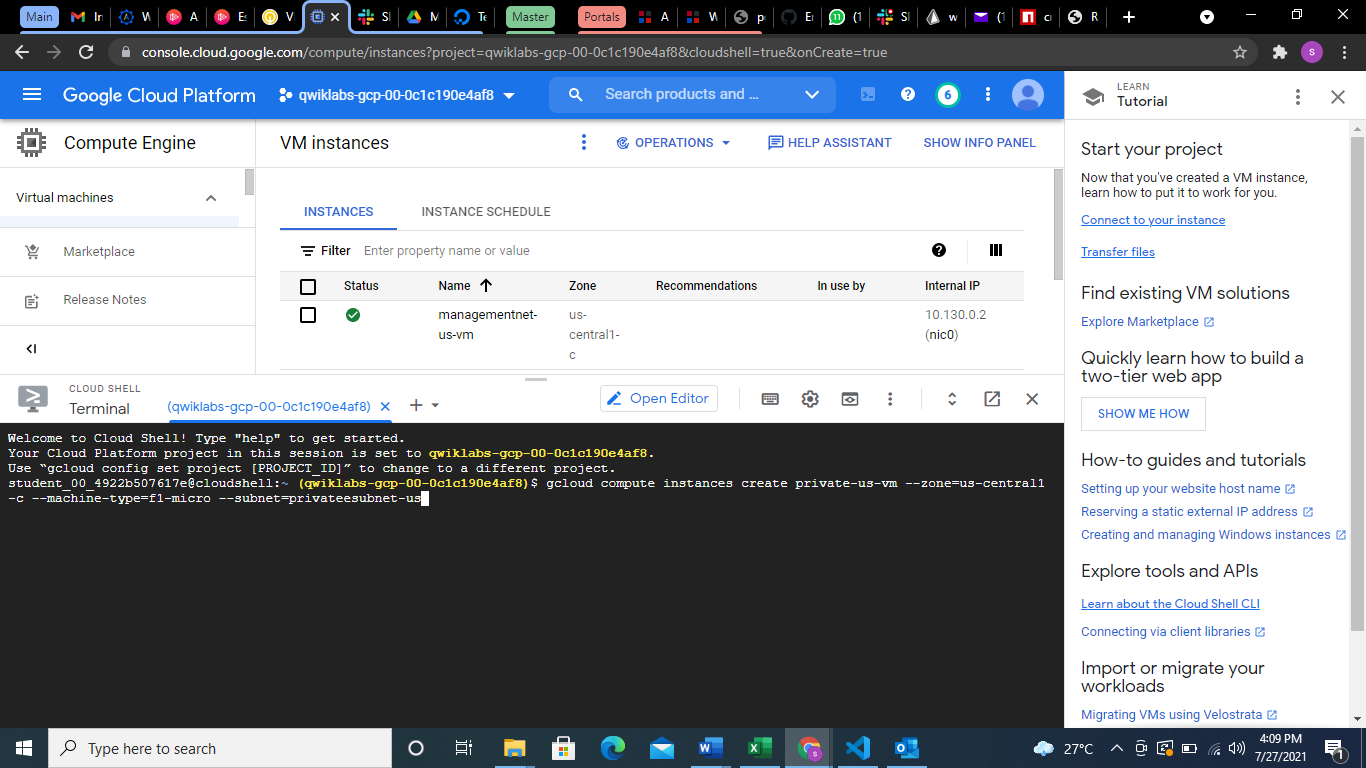 Main
In
W
A
Es
V
Sl
M
Te
Master
Portals
A
W
p
En
(1
Sl
w
(1
cr
R
console.cloud.google.com/compute/instances?project=qwiklabs-gcp-00-0c1c190e4af8&cloudshell=true&onCreate=true
s
Google Cloud Platform
qwiklabs-gcp-00-0c1c190e4af8
Search products and ...
6
LEARN
Tutorial
Compute Engine
VM instances
OPERATIONS
HELP ASSISTANT
SHOW INFO PANEL
Virtual machines
Marketplace
Release Notes
INSTANCES
INSTANCE SCHEDULE
Filter Enter property name or value
Status Name Zone Recommendations In use by Internal IP
managementnet- us- 10.130.0.2
us-vm central1- (nic0)
c
Start your project
Now that you've created a VM instance,
learn how to put it to work for you.
Connect to your instance
Transfer files
Find existing VM solutions
Explore Marketplace
Quickly learn how to build a
two-tier web app
SHOW ME HOW
How-to guides and tutorials
Setting up your website host name
Reserving a static external IP address
Creating and managing Windows instances
Explore tools and APIs
Learn about the Cloud Shell CLI
Connecting via client libraries
Import or migrate your
workloads
Migrating VMs using Velostrata
CLOUD SHELL
Terminal
(qwiklabs-gcp-00-0c1c190e4af8)
Open Editor
Welcome to Cloud Shell! Type "help" to get started.
Your Cloud Platform project in this session is set to qwiklabs-gcp-00-0c1c190e4af8.
Use “gcloud config set project [PROJECT_ID]” to change to a different project.
student_00_4922b507617e@cloudshell:~ (qwiklabs-gcp-00-0c1c190e4af8)$ gcloud compute instances create private-us-vm --zone=us-central1
-c --machine-type=f1-micro --subnet=privateesubnet-us
Type here to search
27°C
4:09 PM
7/27/2021
1